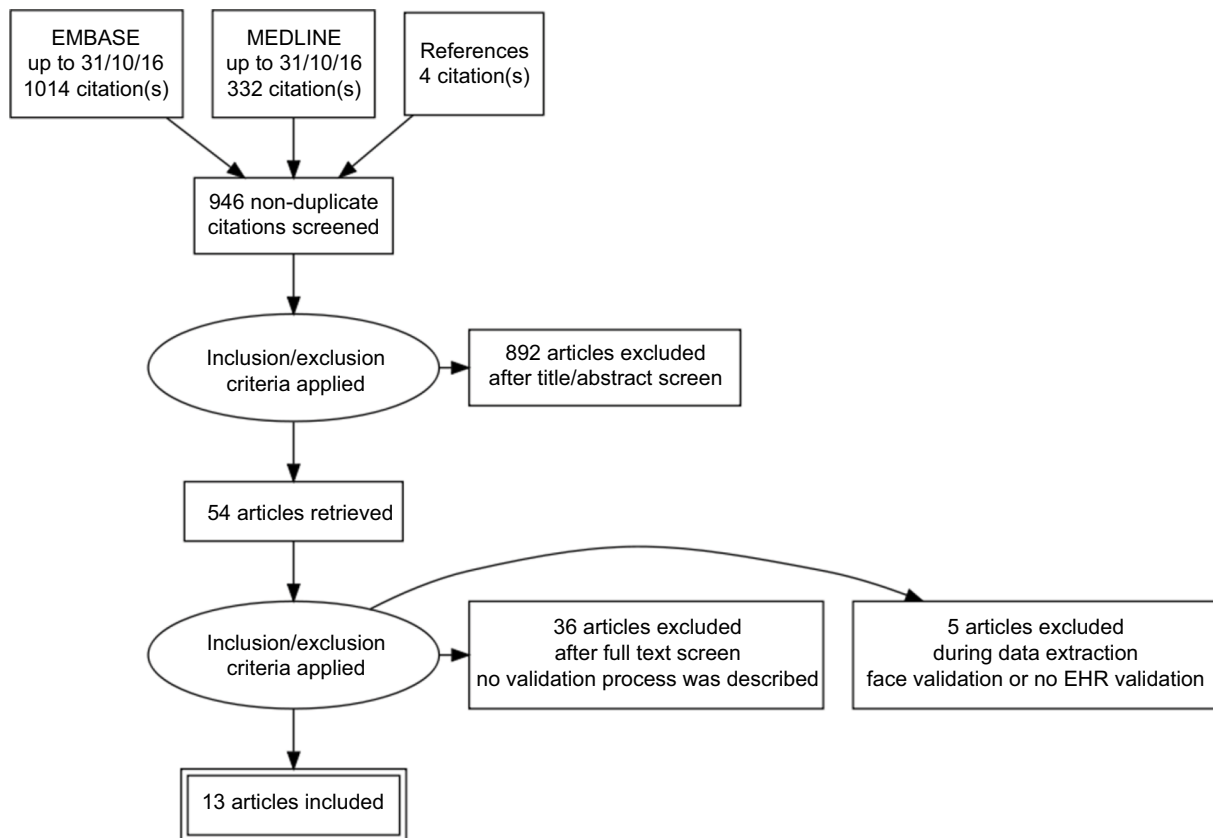 EMBASE
up to 31/10/16
1014 citation(s)
MEDLINE
up to 31/10/16
332 citation(s)
References
4 citation(s)
946 non-duplicate
citations screened
Inclusion/exclusion
criteria applied
892 articles excluded
after title/abstract screen
54 articles retrieved
Inclusion/exclusion
criteria applied
36 articles excluded
after full text screen
no validation process was described
5 articles excluded
during data extraction
face validation or no EHR validation
13 articles included